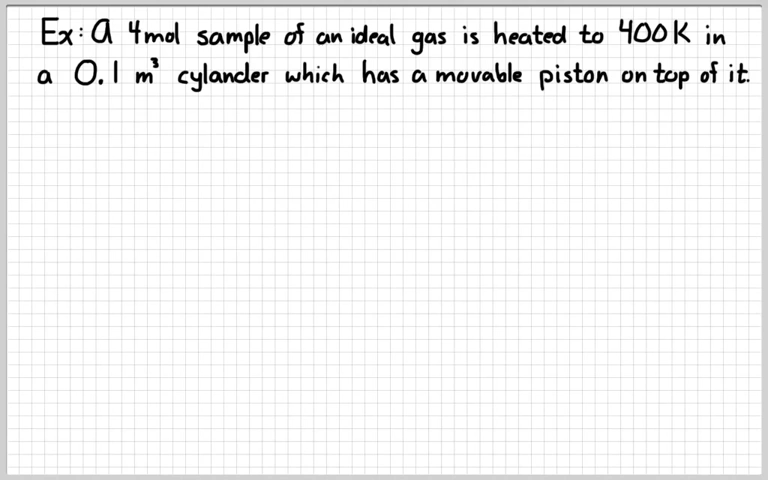 Ex: A 4mol sample of an ideal gas is heated to 400K in
a 0.1 m³ cylander which has a movable piston on top of it.